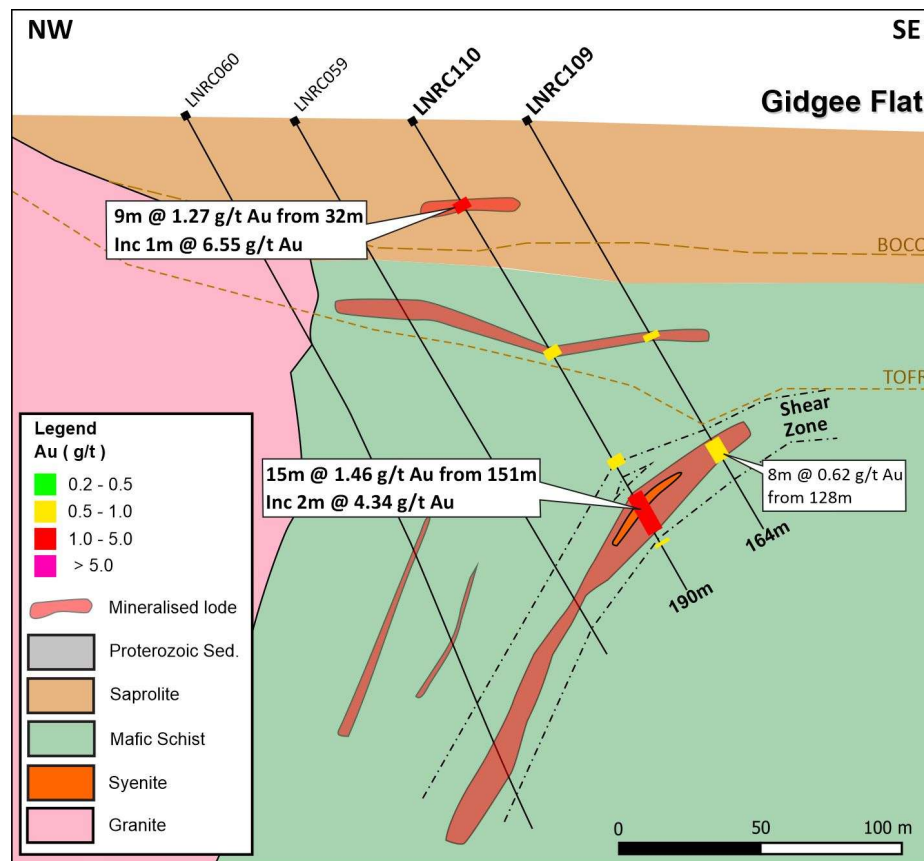 NW
SE
LNRC060
LNRC059
LNRC110
LNRC109
Gidgee Flat
9m @ 1.27 g/t Au from 32m
Inc 1m @ 6.55 g/t Au
BOCO
TOFR
Shear
Zone
15m @ 1.46 g/t Au from 151m
Inc 2m @ 4.34 g/t Au
8m @ 0.62 g/t Au
from 128m
164m
190m
Legend
Au ( g/t )
0.2 - 0.5
0.5 - 1.0
1.0 - 5.0
> 5.0
Mineralised lode
Proterozoic Sed.
Saprolite
Mafic Schist
Syenite
Granite
0 50 100 m